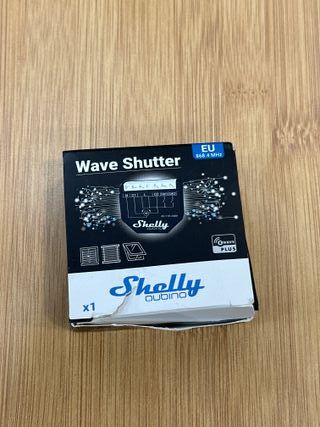 EU
868.4 MHz
Wave Shutter
Shelly
WAVE
PLUS
Shelly
qubino
x1